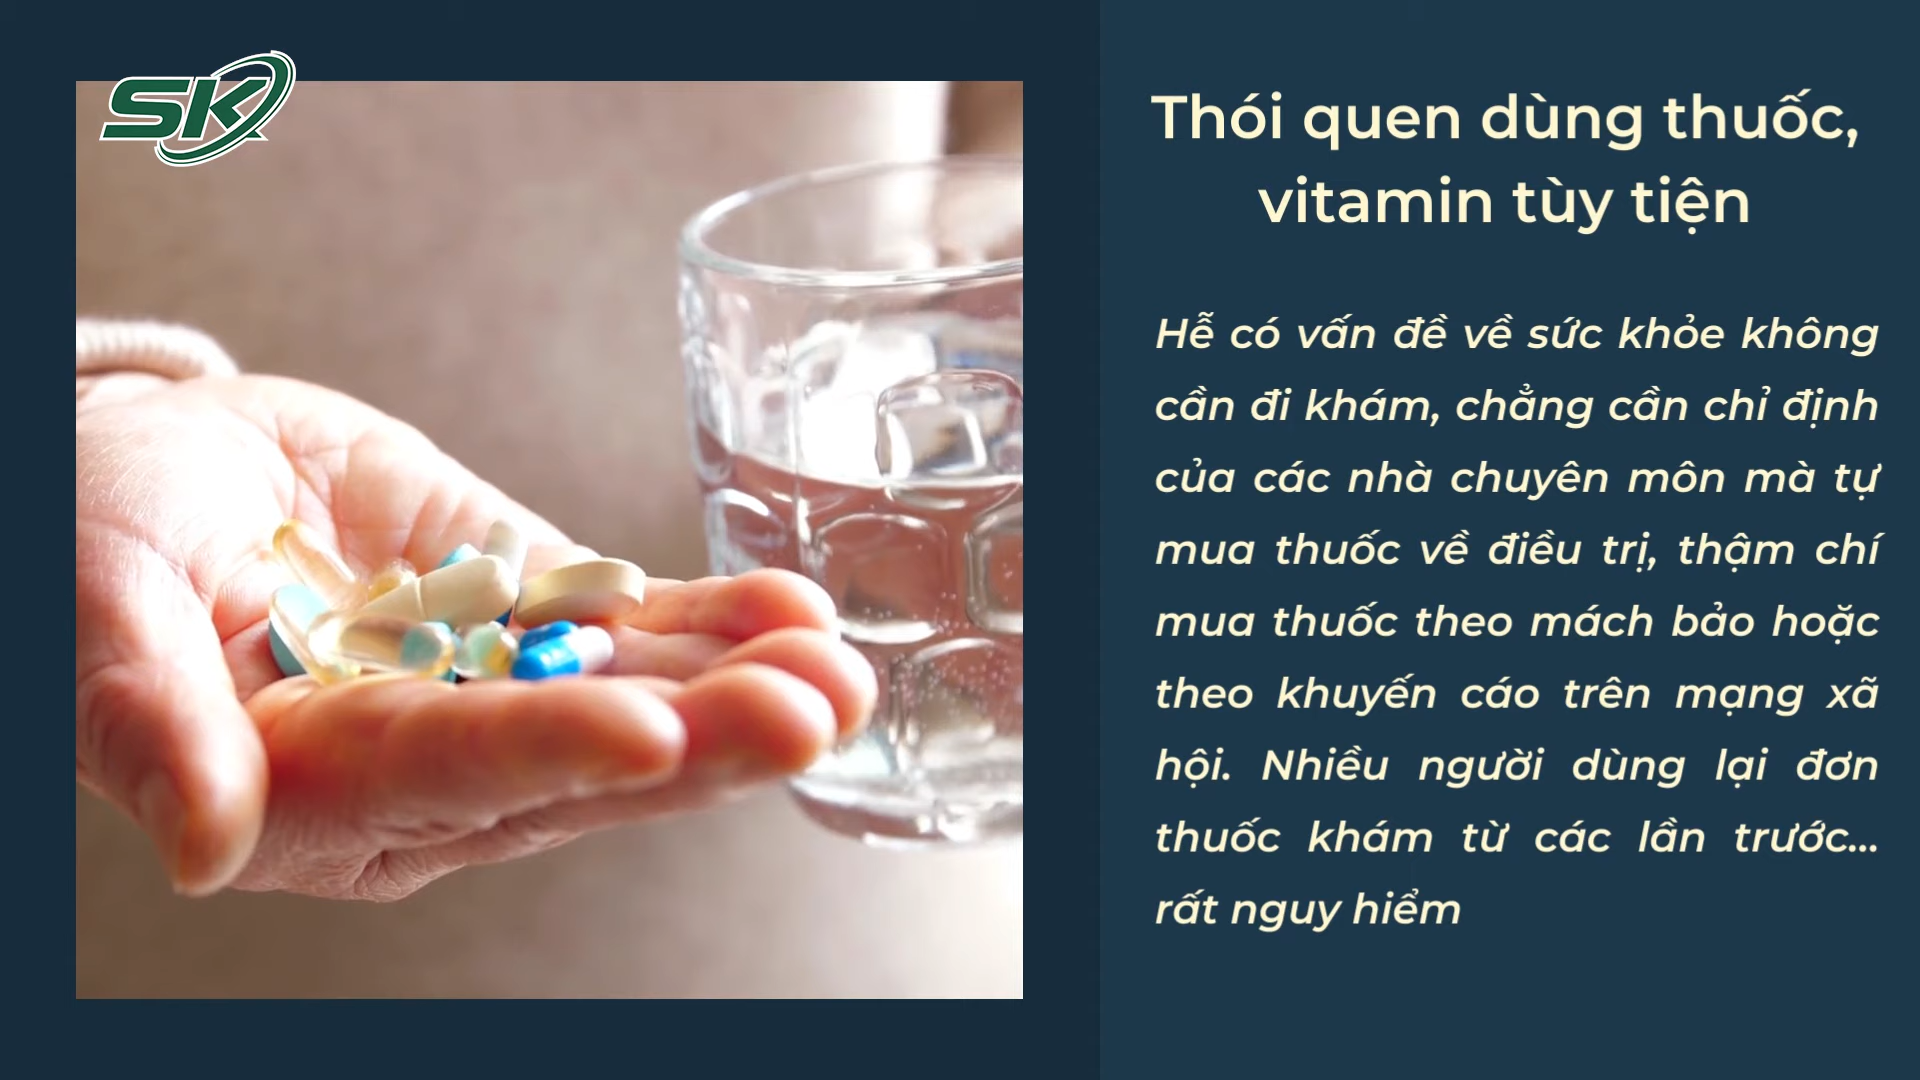 SK
Thói quen dùng thuốc,
vitamin tùy tiện
Hễ có vấn đề về sức khỏe không
cần đi khám, chẳng cần chỉ định
của các nhà chuyên môn mà tự
mua thuốc về điều trị, thậm chí
mua thuốc theo mách bảo hoặc
theo khuyến cáo trên mạng xã
hội. Nhiều người dùng lại đơn
thuốc khám từ các lần trước...
rất nguy hiểm